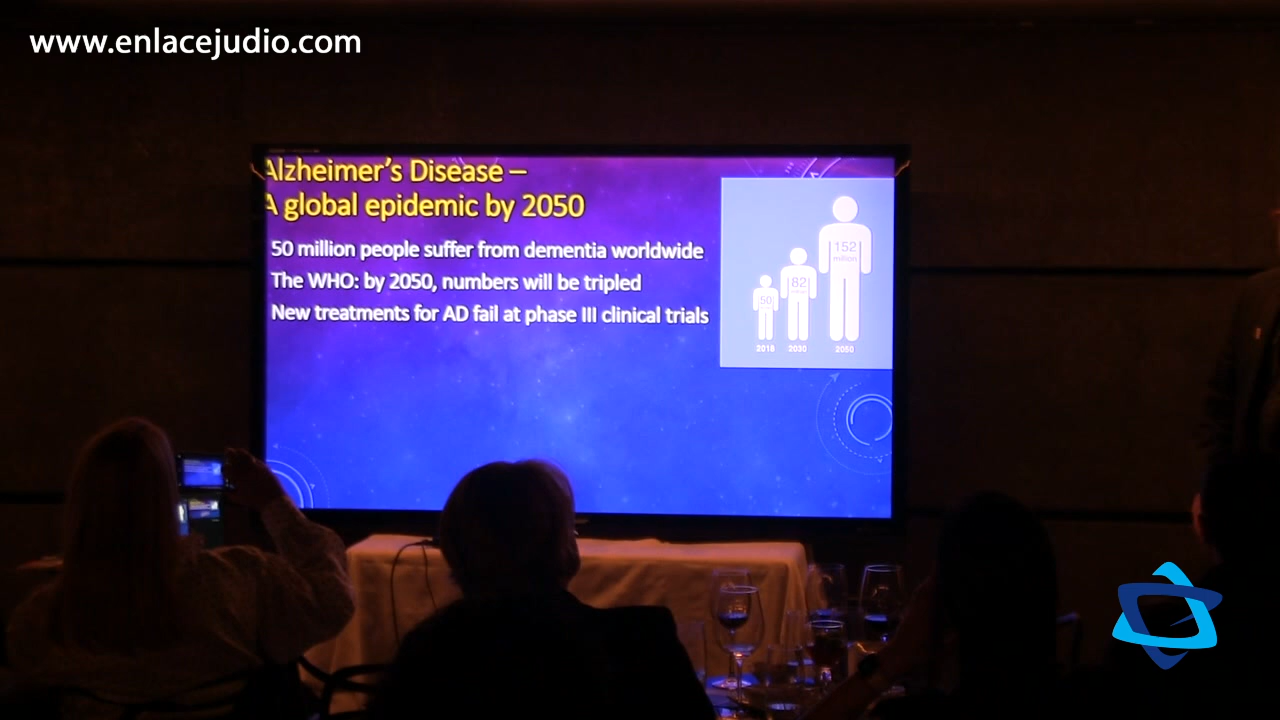 www.enlacejudio.com
Alzheimer's Disease –
A global epidemic by 2050
50 million people suffer from dementia worldwide
The WHO: by 2050, numbers will be tripled
New treatments for AD fail at phase III clinical trials
152
million
82
50
2018 2030 2050